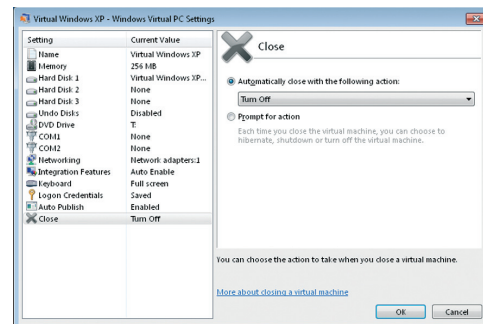 Virtual Windows XP - Windows Virtual PC Settings
Setting Current Value
Name Virtual Windows XP
Memory 256 MB
Hard Disk 1 Virtual Windows XP...
Hard Disk 2 None
Hard Disk 3 None
Undo Disks Disabled
DVD Drive T:
COM1 None
COM2 None
Networking Network adapters:1
Integration Features Auto Enable
Keyboard Full screen
Logon Credentials Saved
Auto Publish Enabled
Close Turn Off
Close
Automatically close with the following action:
Turn Off
Prompt for action
Each time you close the virtual machine, you can choose to
hibernate, shutdown or turn off the virtual machine.
You can choose the action to take when you close a virtual machine.
More about closing a virtual machine
OK Cancel